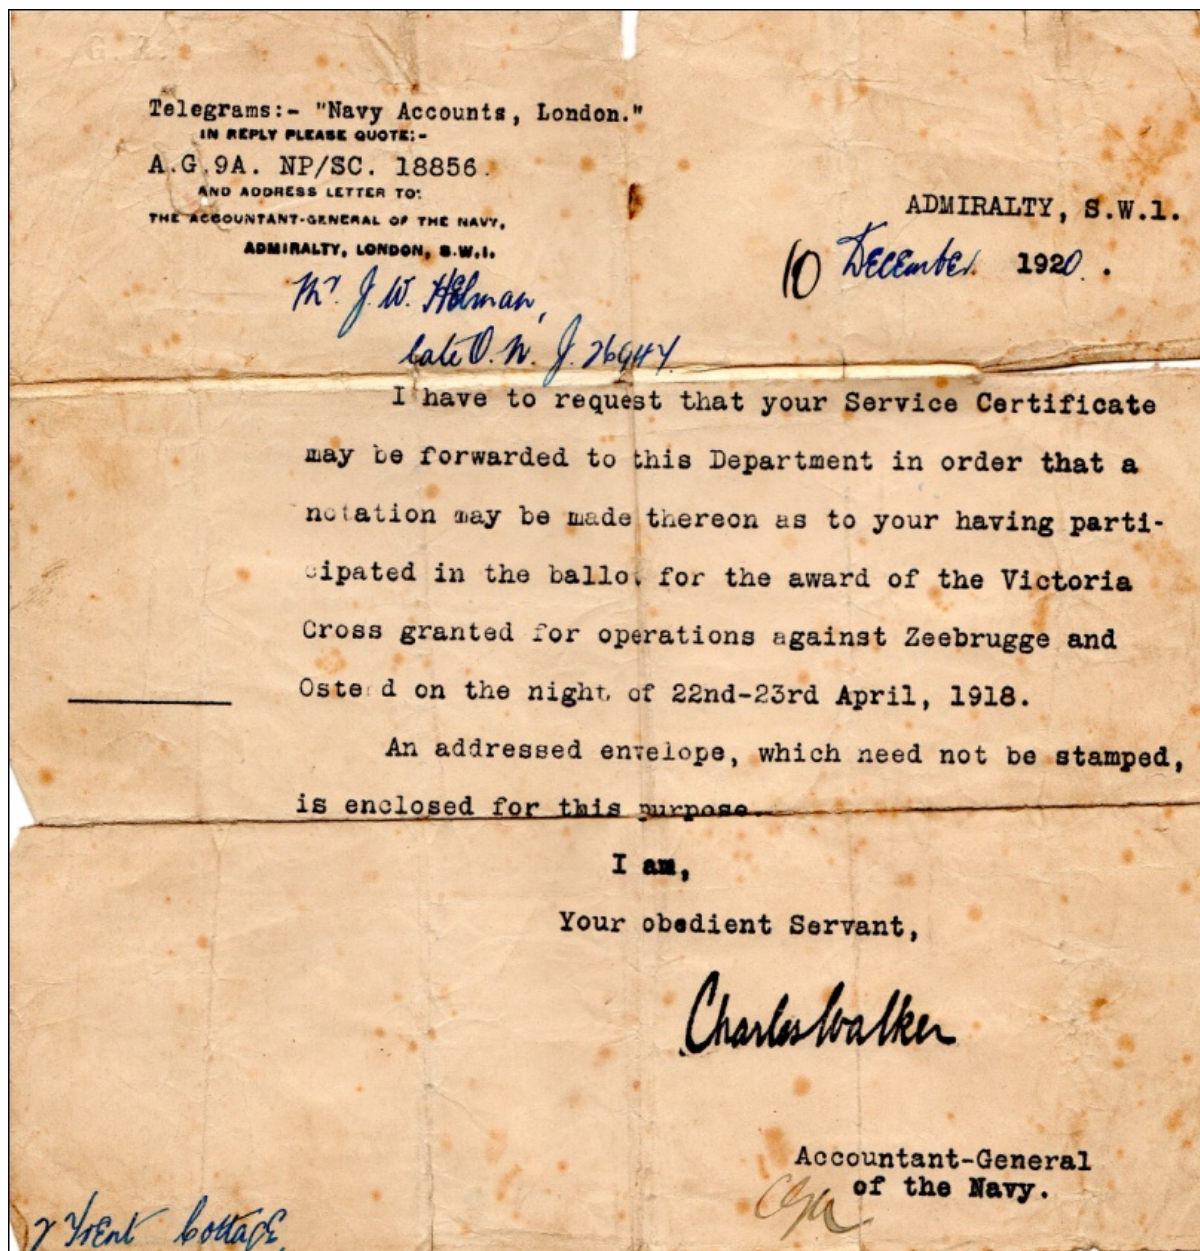 Telegrams:- "Navy Accounts, London."
IN REPLY PLEASE QUOTE:-
A.G.9A. NP/SC. 18856.
AND ADDRESS LETTER TO:
THE ACCOUNTANT-GENERAL OF THE NAVY,
ADMIRALTY, LONDON, S.W.1.
ADMIRALTY, S.W.1.
10 December 1920.
Mr. J. W. Helman,
late O. N. J. 26947
I have to request that your Service Certificate
may be forwarded to this Department in order that a
notation may be made thereon as to your having parti-
cipated in the ballot for the award of the Victoria
Cross granted for operations against Zeebrugge and
Ostend on the night of 22nd-23rd April, 1918.
An addressed envelope, which need not be stamped,
is enclosed for this purpose.
I am,
Your obedient Servant,
Charles Walker
Accountant-General
of the Navy.
Trent Cottage,